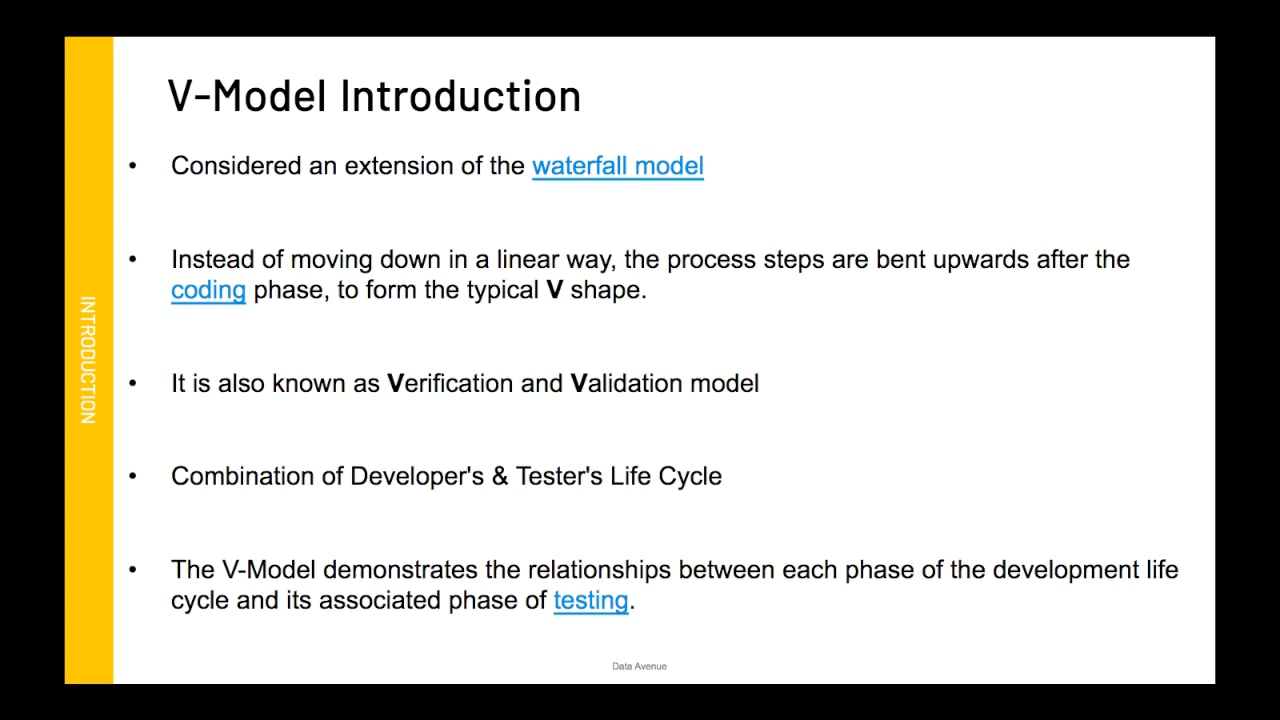 V-Model Introduction
• Considered an extension of the waterfall model
• Instead of moving down in a linear way, the process steps are bent upwards after the
coding phase, to form the typical V shape.
• It is also known as Verification and Validation model
• Combination of Developer's & Tester's Life Cycle
• The V-Model demonstrates the relationships between each phase of the development life
cycle and its associated phase of testing.
INTRODUCTION
Data Avenue